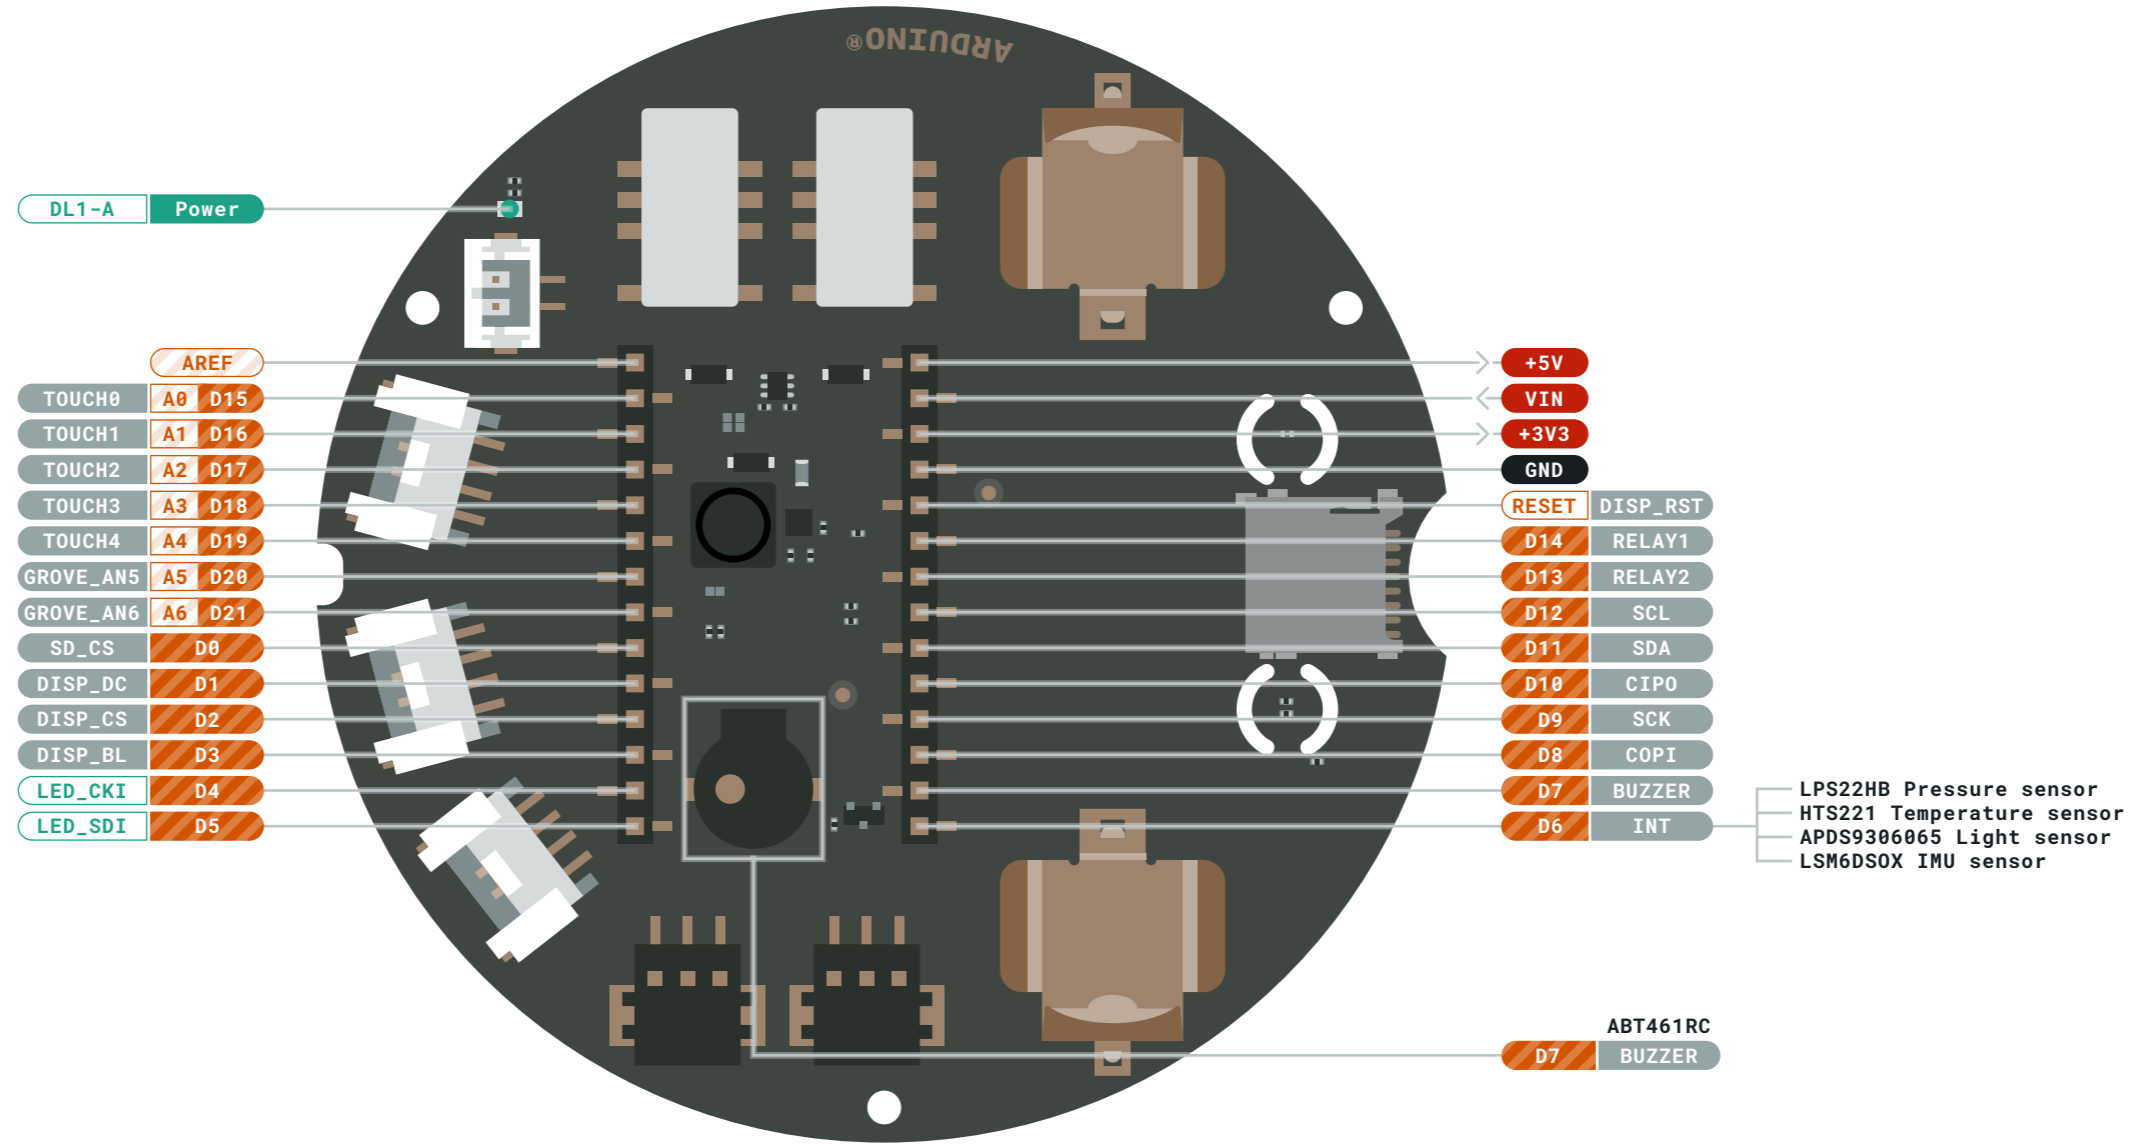 ARDUINO®
DL1-A Power
AREF
TOUCH0 A0 D15
TOUCH1 A1 D16
TOUCH2 A2 D17
TOUCH3 A3 D18
TOUCH4 A4 D19
GROVE_AN5 A5 D20
GROVE_AN6 A6 D21
SD_CS D0
DISP_DC D1
DISP_CS D2
DISP_BL D3
LED_CKI D4
LED_SDI D5
+5V
VIN
+3V3
GND
RESET DISP_RST
D14 RELAY1
D13 RELAY2
D12 SCL
D11 SDA
D10 CIPO
D9 SCK
D8 COPI
D7 BUZZER
D6 INT
LPS22HB Pressure sensor
HTS221 Temperature sensor
APDS9306065 Light sensor
LSM6DSOX IMU sensor
ABT461RC
D7 BUZZER